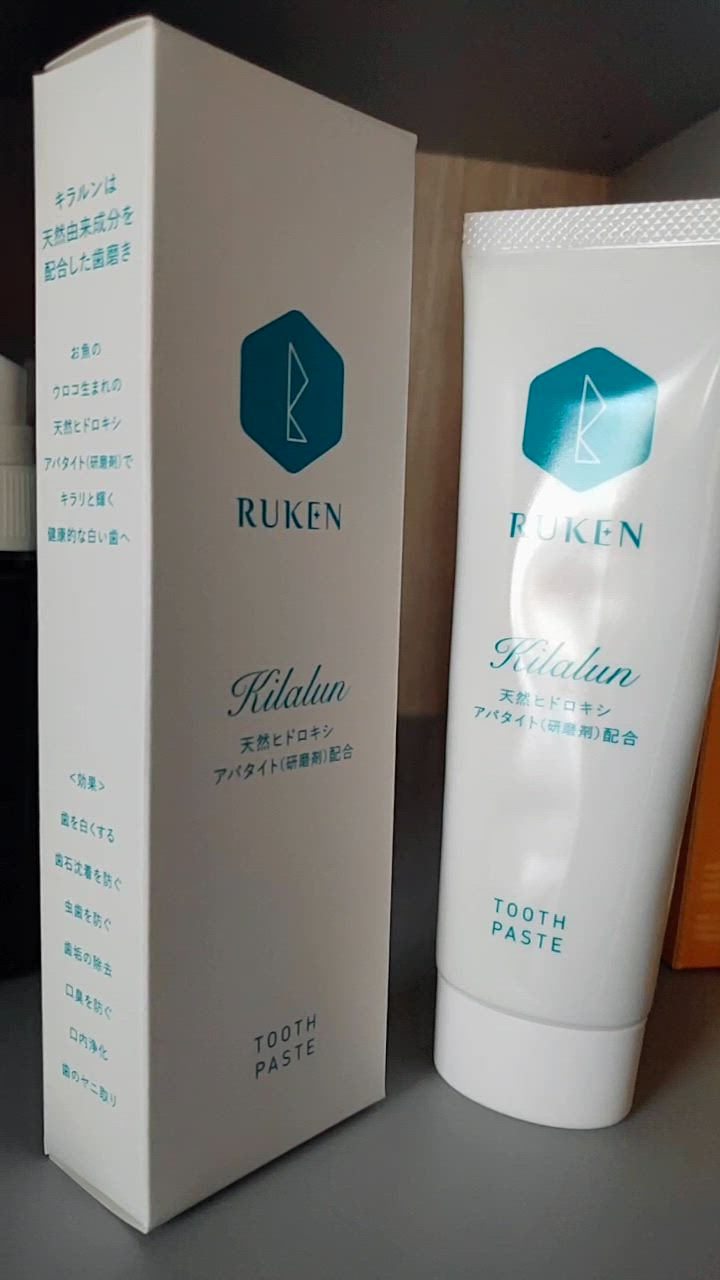 キラルンは
天然由来成分を
配合した歯磨き
お魚の
ウロコ生まれの
天然ヒドロキシ
アパタイト(研磨剤)で
キラリと輝く
健康的な白い歯へ
<効果>
歯を白くする
歯石沈着を防ぐ
虫歯を防ぐ
歯垢の除去
口臭を防ぐ
口内浄化
歯のヤニ取り
RUKEN
Kilalun
天然ヒドロキシ
アパタイト(研磨剤)配合
TOOTH
PASTE
RUKEN
Kilalun
天然ヒドロキシ
アパタイト(研磨剤)配合
TOOTH
PASTE